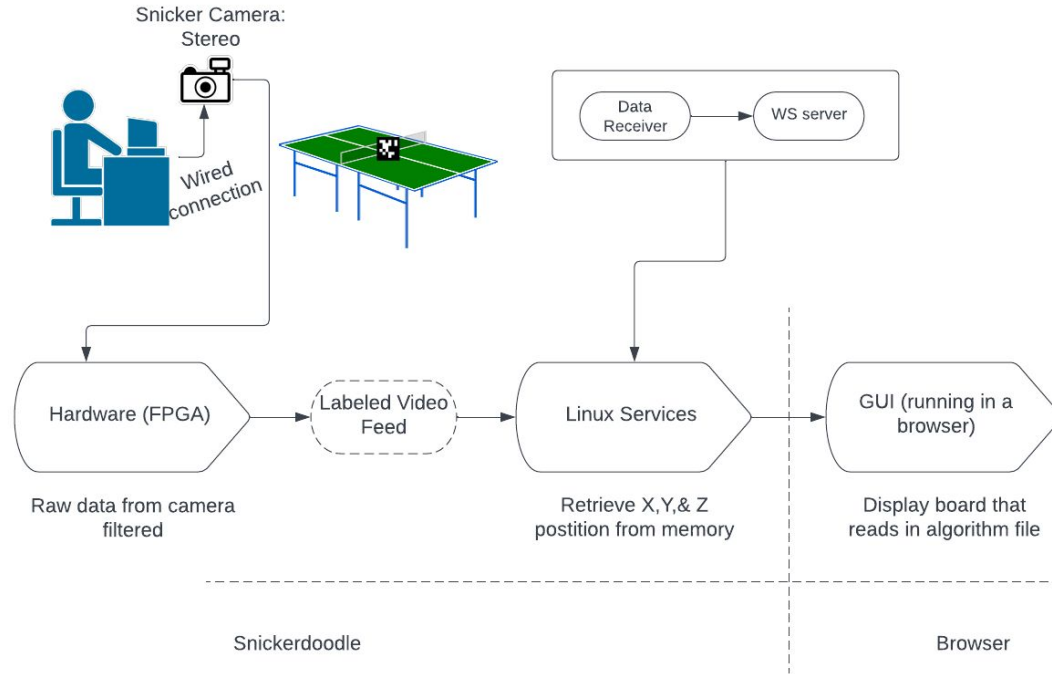 Snicker Camera:
Stereo
Wired
connection
Data
Receiver
WS server
Hardware (FPGA)
Labeled Video
Feed
Linux Services
GUI (running in a
browser)
Raw data from camera
filtered
Retrieve X,Y,& Z
postition from memory
Display board that
reads in algorithm file
Snickerdoodle
Browser